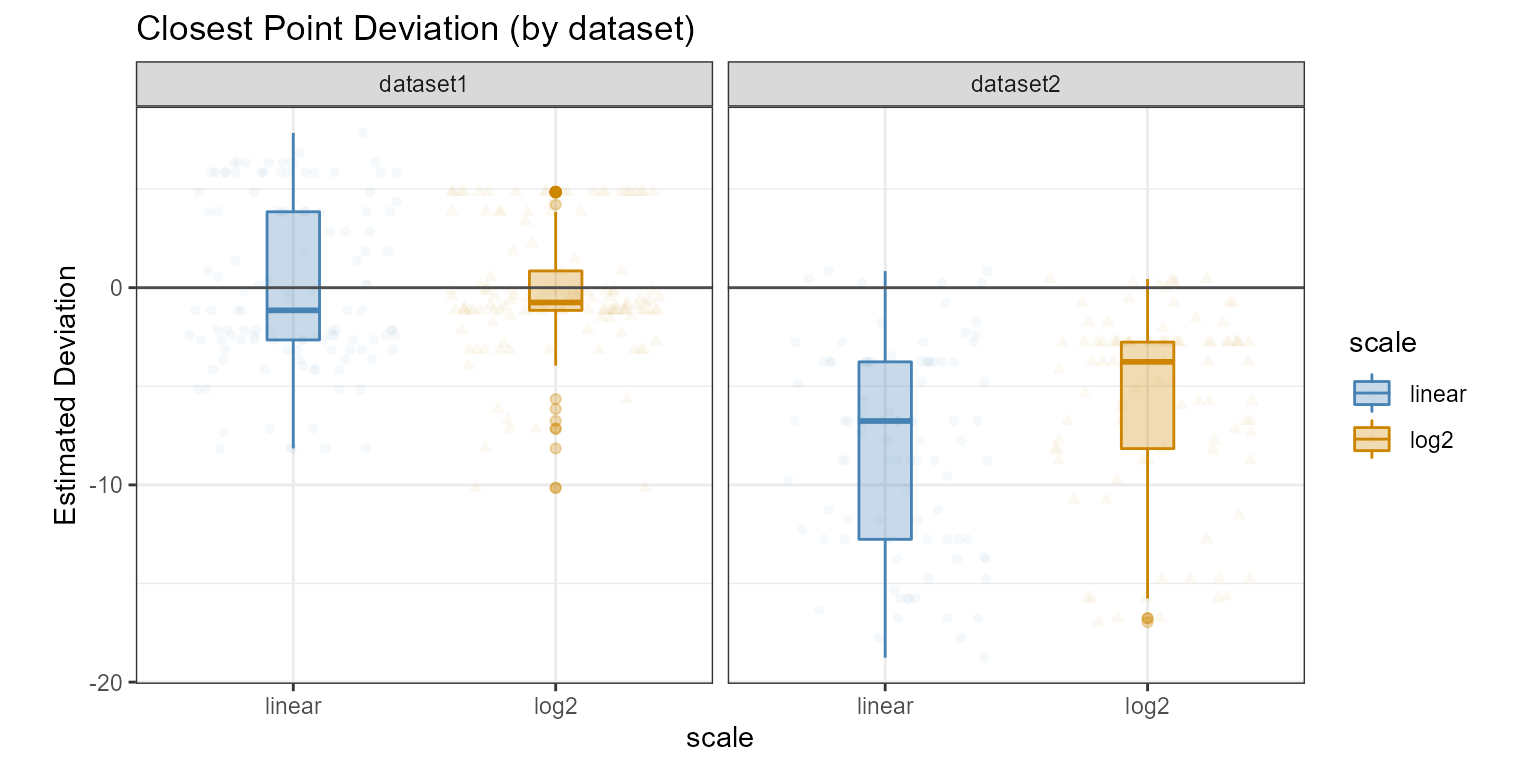 Closest Point Deviation (by dataset)
dataset1
dataset2
Estimated Deviation
0
-10
-20
linear
log2
linear
log2
scale
scale
linear
log2